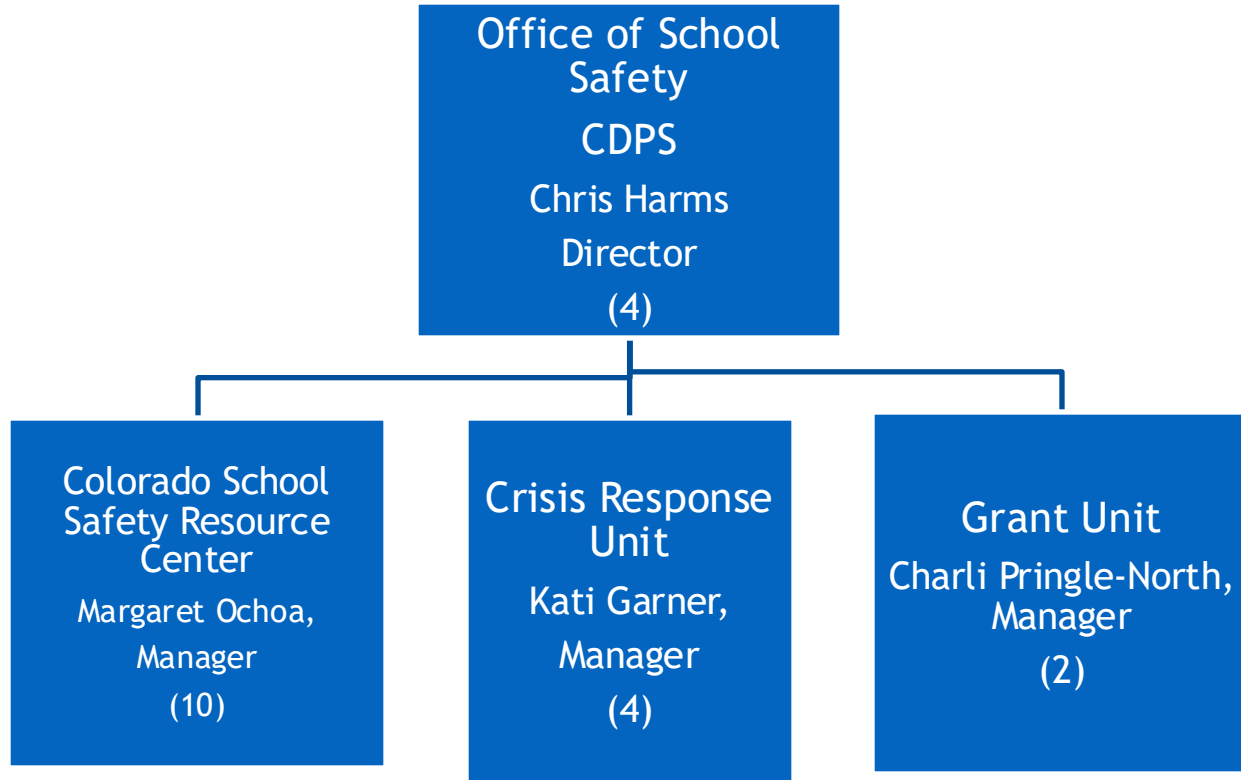 Office of School
Safety
CDPS
Chris Harms
Director
(4)
Colorado School
Safety Resource
Center
Margaret Ochoa,
Manager
(10)
Crisis Response
Unit
Kati Garner,
Manager
(4)
Grant Unit
Charli Pringle-North,
Manager
(2)